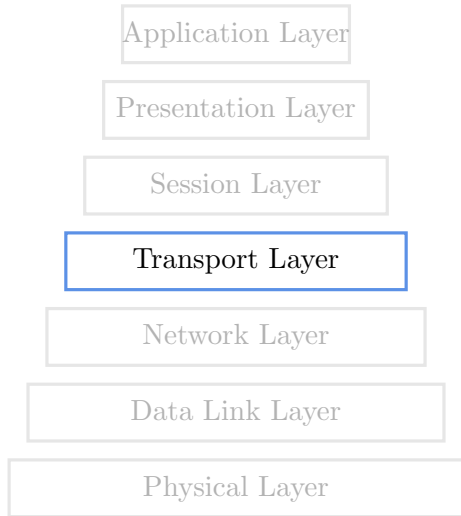 Application Layer
Presentation Layer
Session Layer
Transport Layer
Network Layer
Data Link Layer
Physical Layer